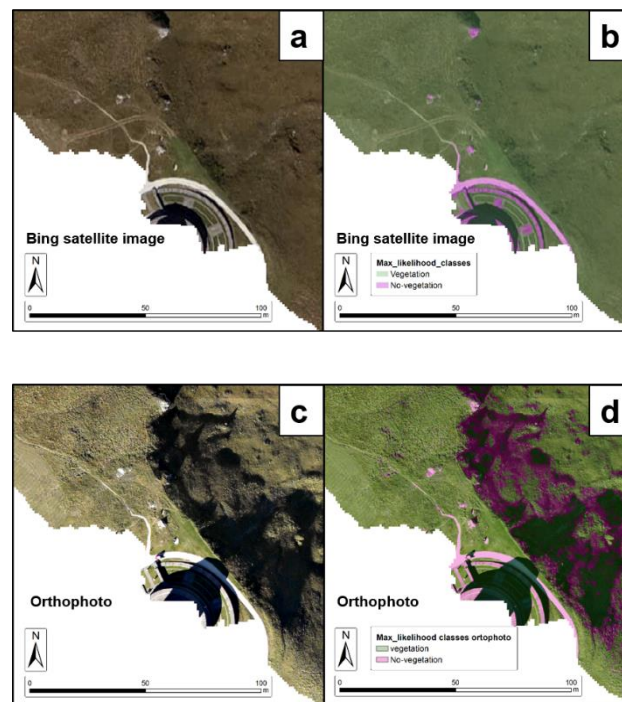 a
b
Bing satellite image
Bing satellite image
N
N
Max_likelihood_classes
Vegetation
No-vegetation
0 50 100
m
0 50 100
m
c
d
Orthophoto
Orthophoto
N
N
Max_likelihood classes ortophoto
vegetation
No-vegetation
0 50 100
m
0 50 100
m